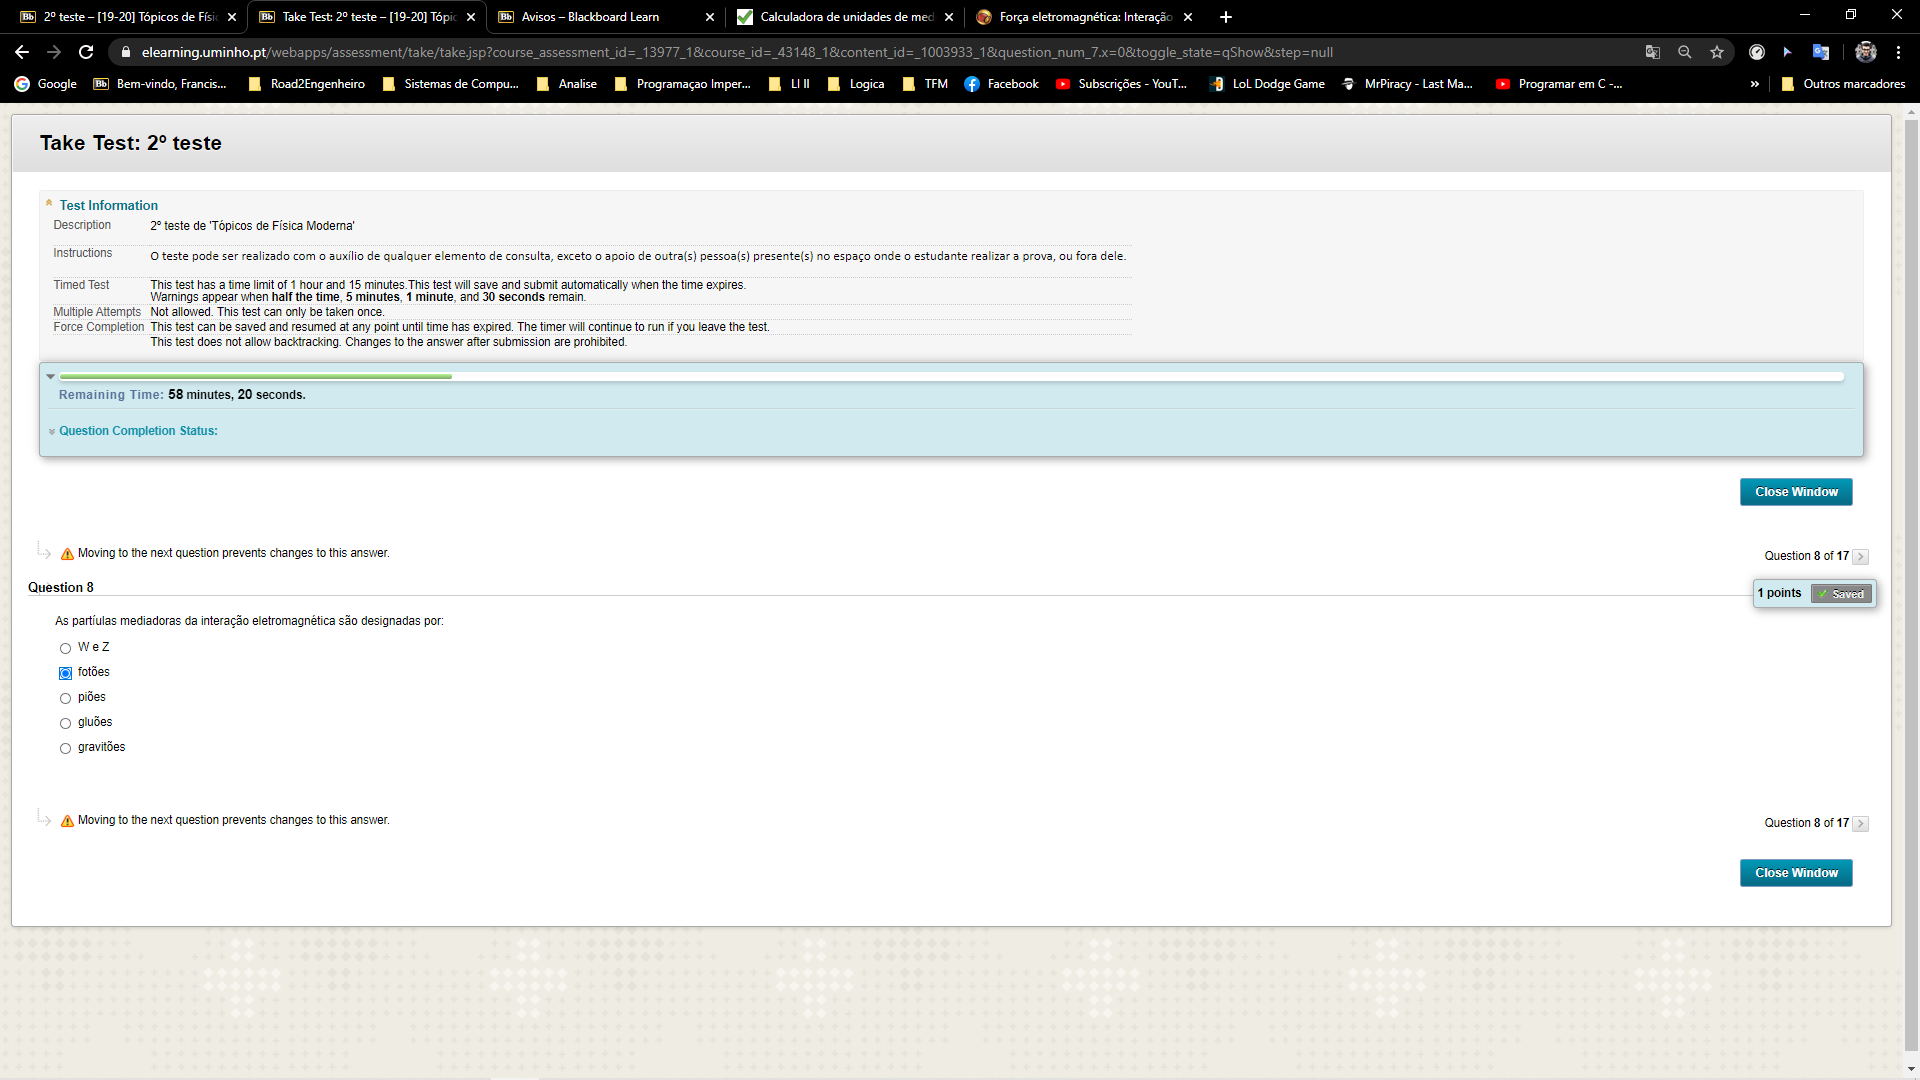 2º teste – [19-20] Tópicos de Físi
Take Test: 2º teste – [19-20] Tópic
Avisos – Blackboard Learn
Calculadora de unidades de med
Força eletromagnética: Interação
elearning.uminho.pt/webapps/assessment/take/take.jsp?course_assessment_id=_13977_1&course_id=_43148_1&content_id=_1003933_1&question_num_7.x=0&toggle_state=qShow&step=null
Google
Bb Bem-vindo, Francis...
Road2Engenheiro
Sistemas de Compu...
Analise
Programaçao Imper...
LI II
Logica
TFM
Facebook
Subscrições - YouT...
LoL Dodge Game
MrPiracy - Last Ma...
Programar em C -...
»
Outros marcadores
Take Test: 2º teste
Test Information
Description 2º teste de 'Tópicos de Física Moderna'
Instructions O teste pode ser realizado com o auxílio de qualquer elemento de consulta, exceto o apoio de outra(s) pessoa(s) presente(s) no espaço onde o estudante realizar a prova, ou fora dele.
Timed Test This test has a time limit of 1 hour and 15 minutes.This test will save and submit automatically when the time expires.
Warnings appear when half the time, 5 minutes, 1 minute, and 30 seconds remain.
Multiple Attempts Not allowed. This test can only be taken once.
Force Completion This test can be saved and resumed at any point until time has expired. The timer will continue to run if you leave the test.
This test does not allow backtracking. Changes to the answer after submission are prohibited.
Remaining Time: 58 minutes, 20 seconds.
Question Completion Status:
Close Window
Moving to the next question prevents changes to this answer.
Question 8 of 17
Question 8
1 points
Saved
As partíulas mediadoras da interação eletromagnética são designadas por:
W e Z
fotões
piões
gluões
gravitões
Moving to the next question prevents changes to this answer.
Question 8 of 17
Close Window